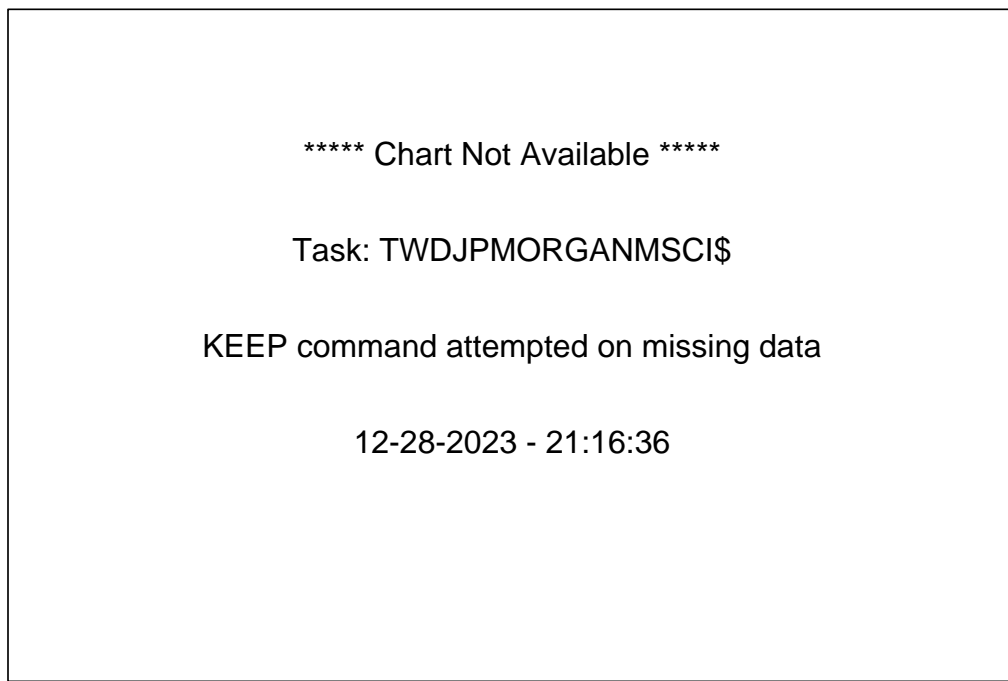 ***** Chart Not Available *****
Task: TWDJPMORGANMSCI$
KEEP command attempted on missing data
12-28-2023 - 21:16:36